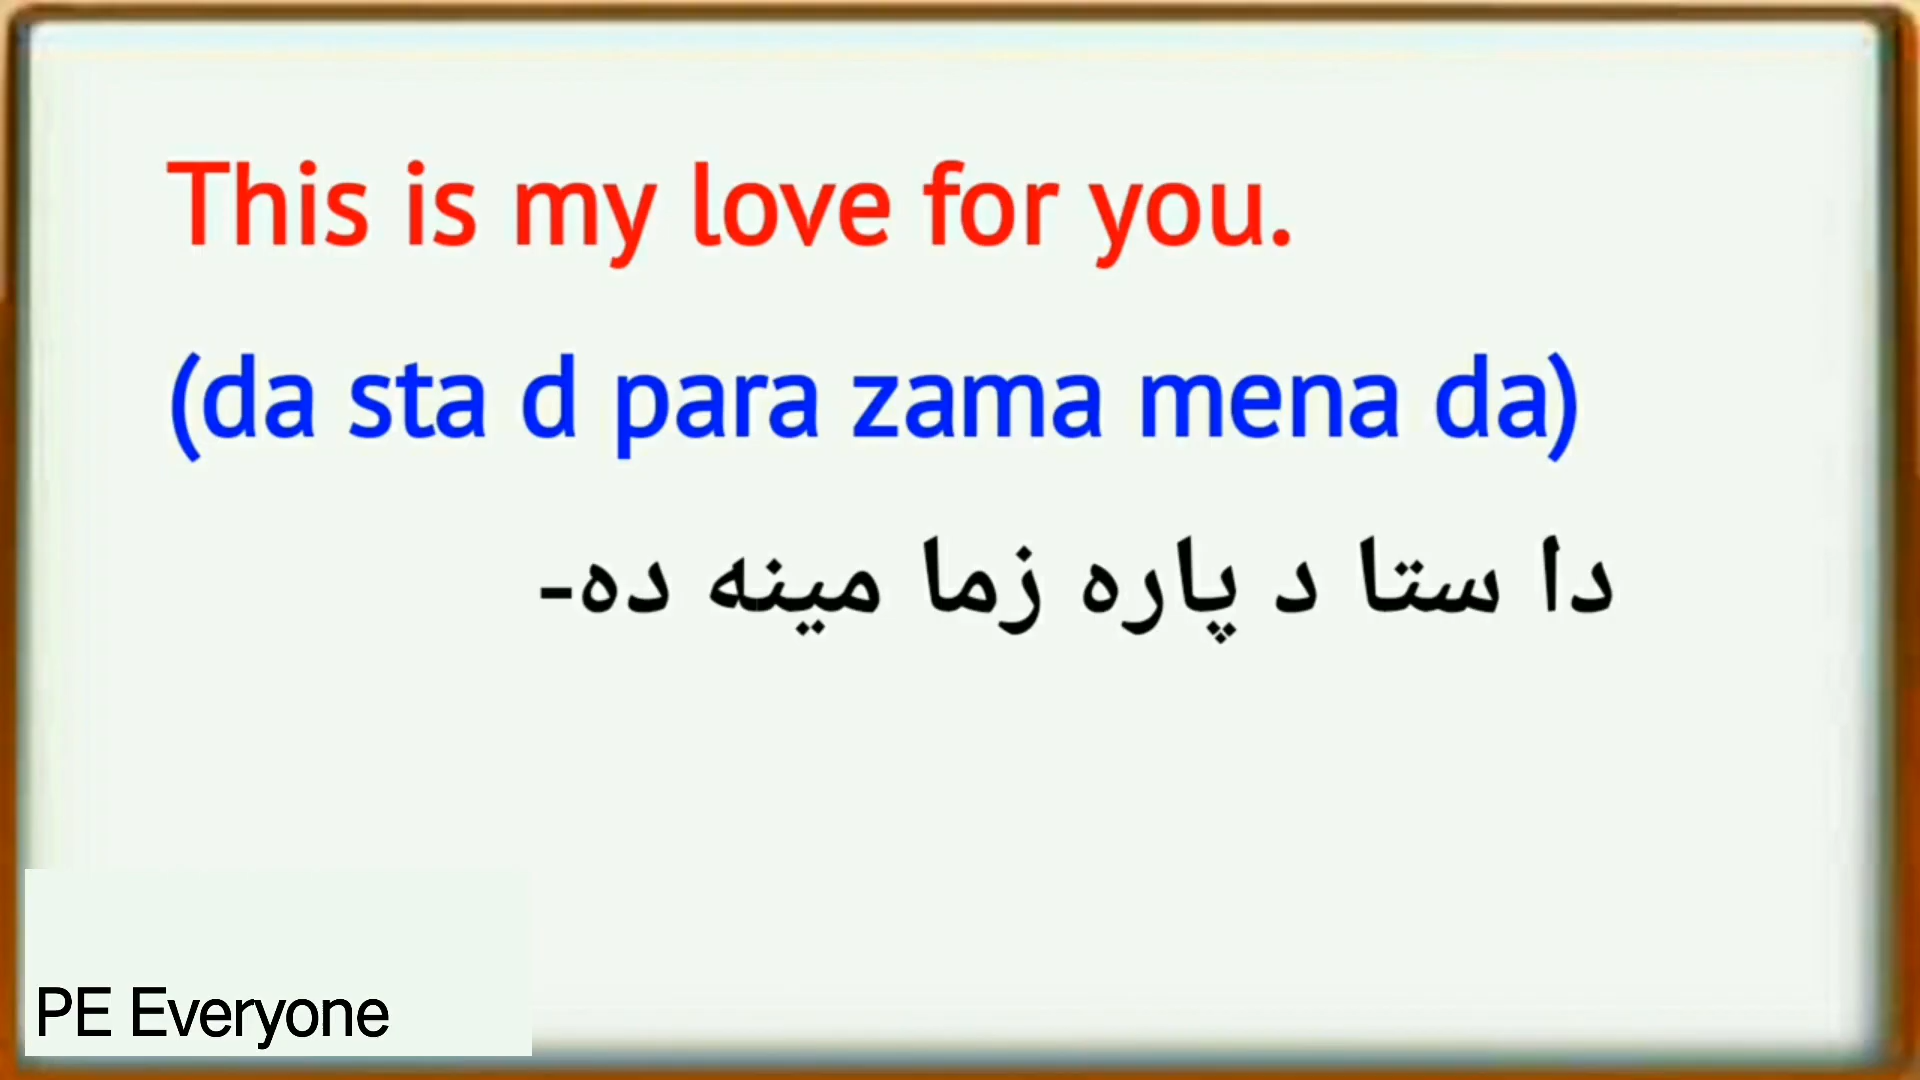 This is my love for you.
(da sta d para zama mena da)
دا ستا د پاره زما مینه ده-
PE Everyone